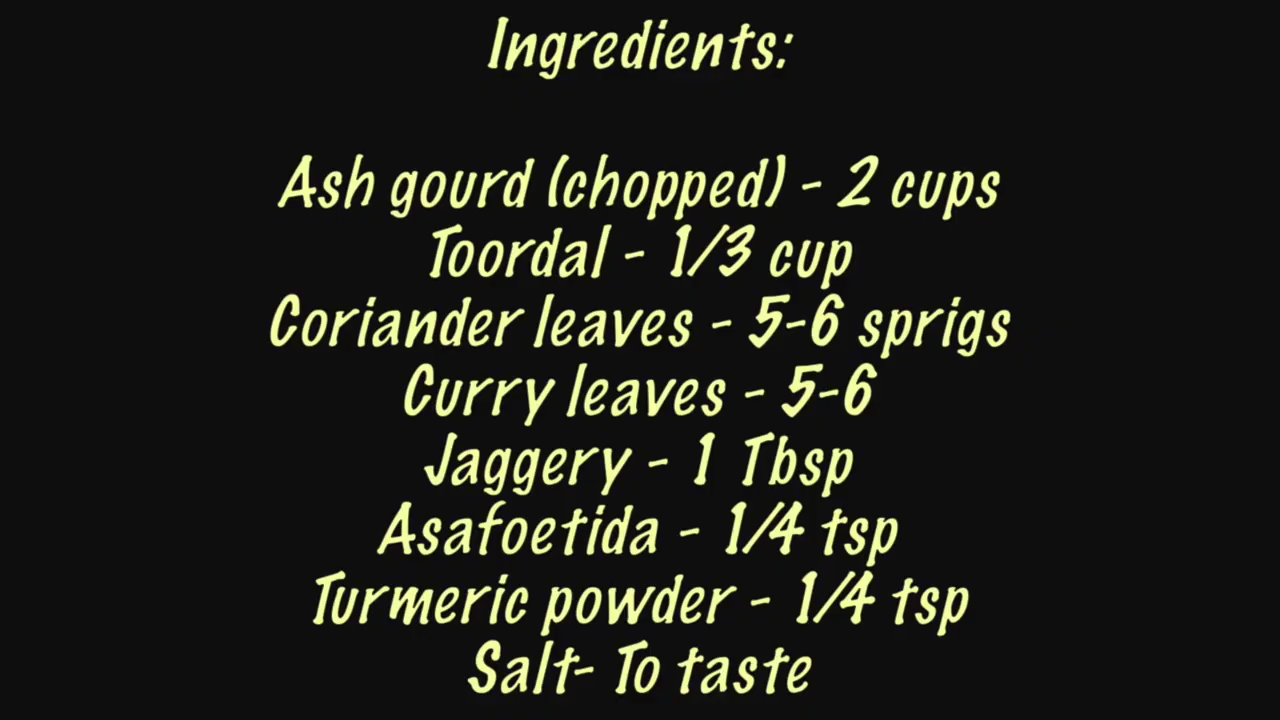 Ingredients:
Ash gourd (chopped) - 2 cups
Toordal - 1/3 cup
Coriander leaves - 5-6 sprigs
Curry leaves - 5-6
Jaggery - 1 Tbsp
Asafoetida - 1/4 tsp
Turmeric powder - 1/4 tsp
Salt- To taste